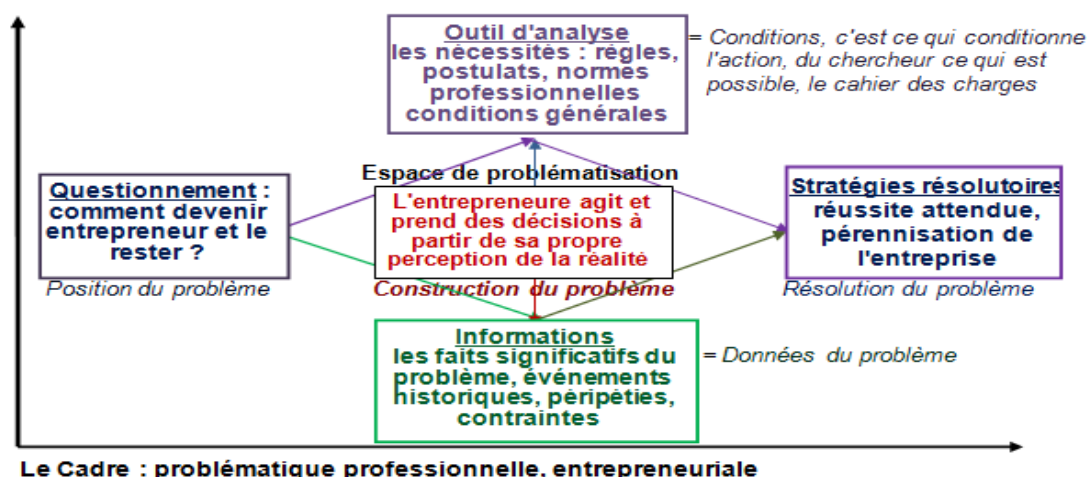 Outil d'analyse
les nécessités : règles,
postulats, normes
professionnelles
conditions générales
= Conditions, c'est ce qui conditionne
l'action, du chercheur ce qui est
possible, le cahier des charges
Espace de problématisation
Questionnement :
comment devenir
entrepreneur et le
rester ?
Position du problème
L'entrepreneure agit et
prend des décisions à
partir de sa propre
perception de la réalité
Construction du problème
Stratégies résolutoires
réussite attendue,
pérennisation de
l'entreprise
Résolution du problème
Informations
les faits significatifs du
problème, événements
historiques, péripéties,
contraintes
= Données du problème
Le Cadre : problématique professionnelle, entrepreneuriale